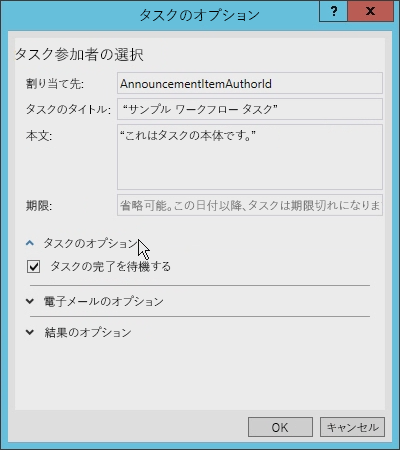 タスクのオプション
? x
タスク参加者の選択
割り当て先: AnnouncementItemAuthorId
タスクのタイトル: “サンプル ワークフロー タスク”
本文: “これはタスクの本体です。”
期限: 省略可能。この日付以降、タスクは期限切れになりま
タスクのオプション
タスクの完了を待機する
電子メールのオプション
結果のオプション
OK キャンセル